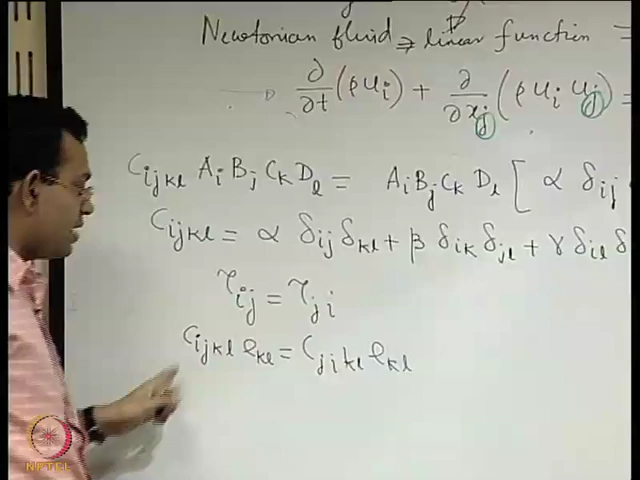 Newtonian fluid ⇒ linear function =
∂/∂t (ρu_i) + ∂/∂x_j (ρu_i u_j) =
C_ijkl A_i B_j C_k D_l = A_i B_j C_k D_l [ α δ_ij
C_ijkl = α δ_ij δ_kl + β δ_ik δ_jl + γ δ_il δ
τ_ij = τ_ji
C_ijkl e_kl = C_jikl e_kl
NPTEL